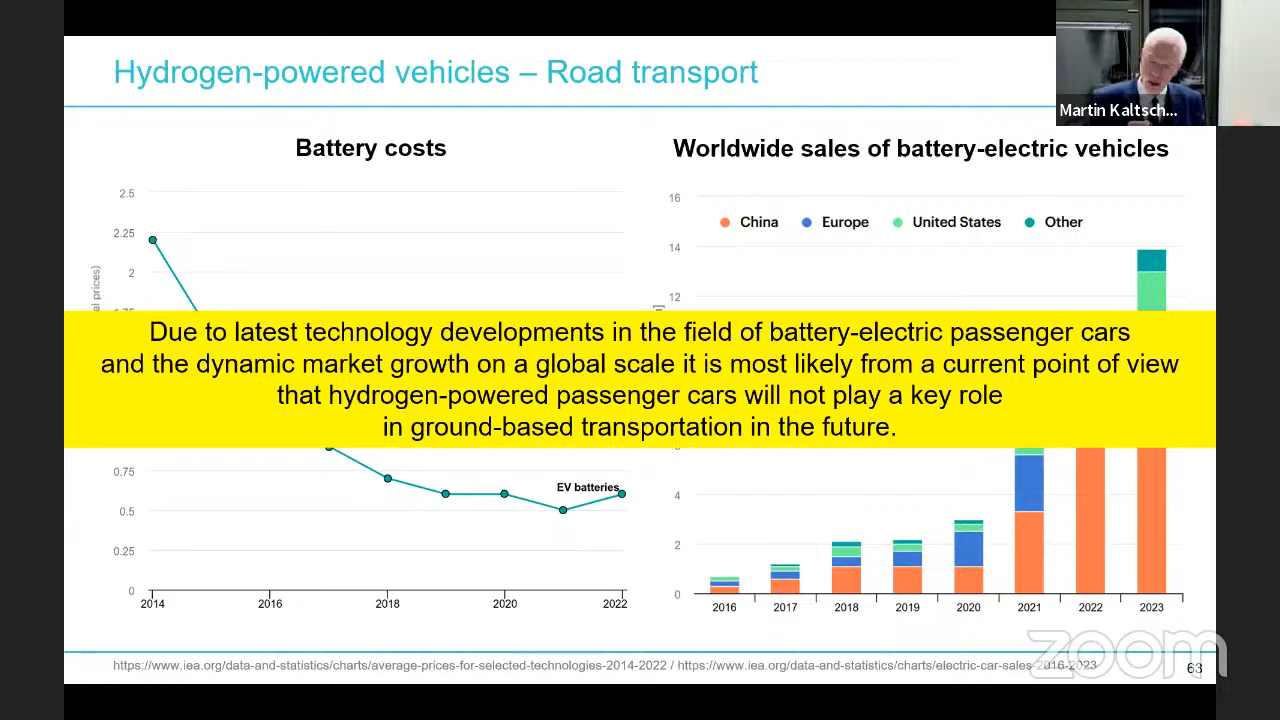 Hydrogen-powered vehicles – Road transport
Martin Kaltsch...
Battery costs
2.5
2.25
2
0.75
0.5
0.25
0
EV batteries
2014
2016
2018
2020
2022
Worldwide sales of battery-electric vehicles
16
China
Europe
United States
Other
14
12
4
2
0
2016
2017
2018
2019
2020
2021
2022
2023
Due to latest technology developments in the field of battery-electric passenger cars
and the dynamic market growth on a global scale it is most likely from a current point of view
that hydrogen-powered passenger cars will not play a key role
in ground-based transportation in the future.
https://www.iea.org/data-and-statistics/charts/average-prices-for-selected-technologies-2014-2022 / https://www.iea.org/data-and-statistics/charts/electric-car-sales-2016-2023
63
zoom